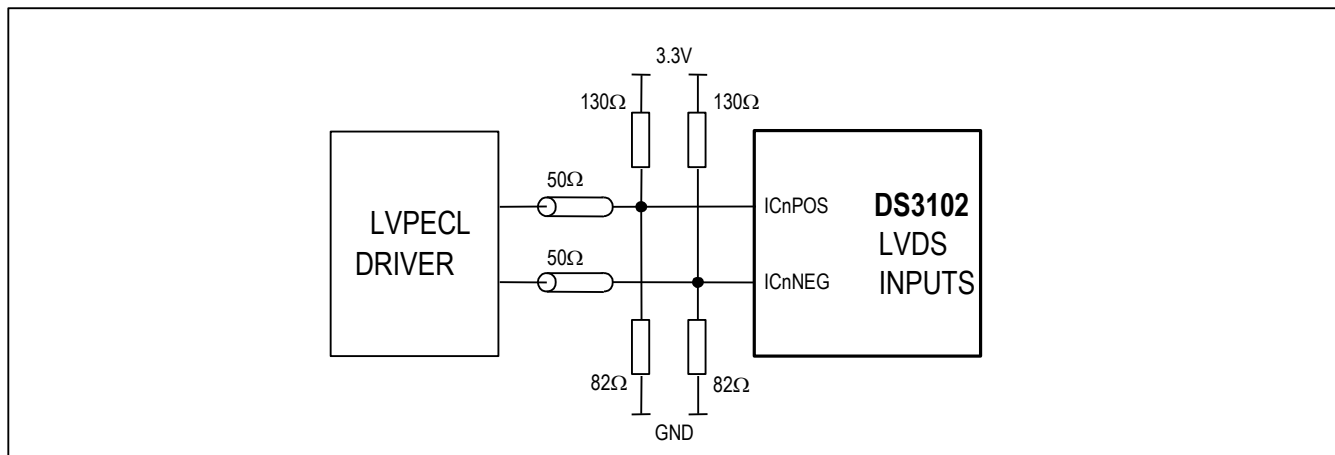 3.3V
130Ω 130Ω
50Ω
LVPECL
DRIVER
50Ω
ICnPOS
ICnNEG
DS3102
LVDS
INPUTS
82Ω 82Ω
GND